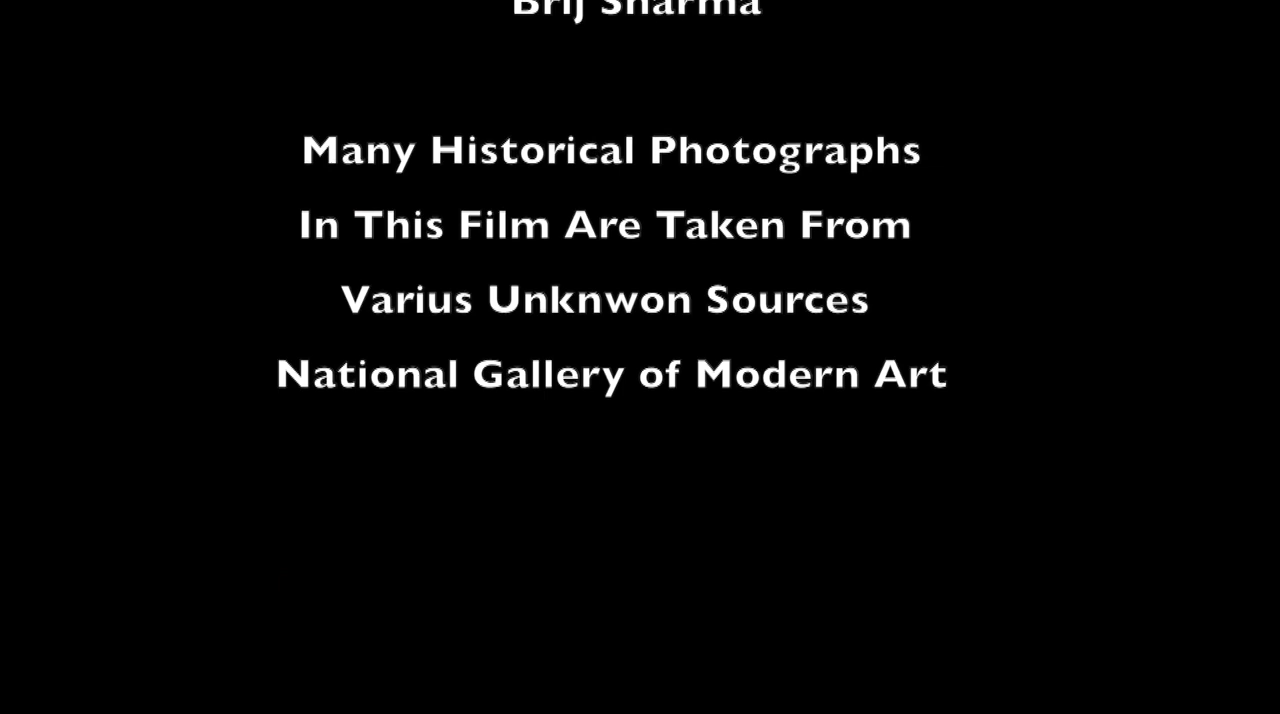 Brij Sharma
Many Historical Photographs
In This Film Are Taken From
Varius Unknwon Sources
National Gallery of Modern Art